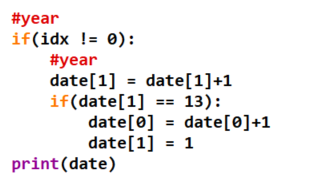 #year
if(idx != 0):
    #year
    date[1] = date[1]+1
    if(date[1] == 13):
        date[0] = date[0]+1
        date[1] = 1
print(date)